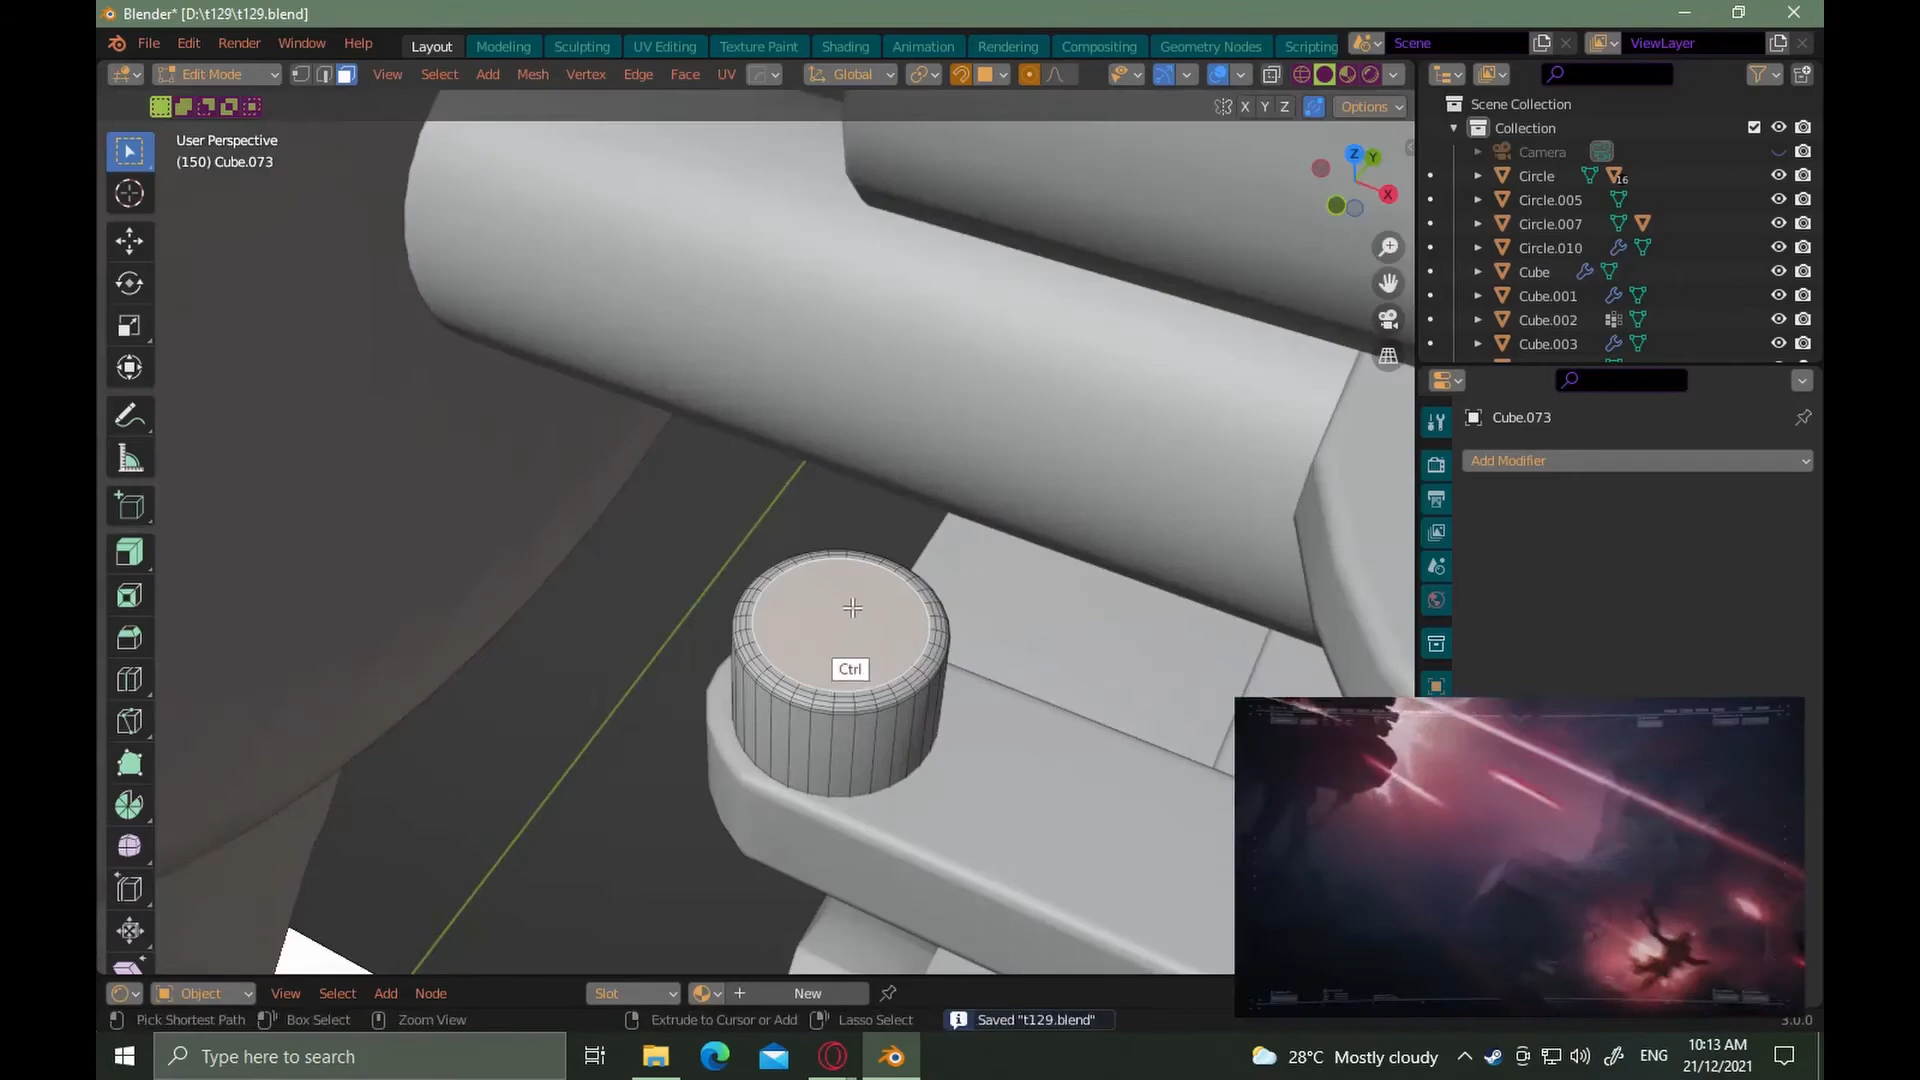 Blender* [D:\t129\t129.blend]
File Edit Render Window Help
Layout Modeling Sculpting UV Editing Texture Paint Shading Animation Rendering Compositing Geometry Nodes Scripting
Scene
ViewLayer
Edit Mode
View Select Add Mesh Vertex Edge Face UV
Global
X Y Z
Options
User Perspective
(150) Cube.073
Z Y
X
Scene Collection
Collection
Camera
Circle
16
Circle.005
Circle.007
Circle.010
Cube
Cube.001
Cube.002
Cube.003
Cube.073
Add Modifier
Ctrl
Object
View Select Add Node
Slot
New
Pick Shortest Path Box Select Zoom View Extrude to Cursor or Add Lasso Select
Saved "t129.blend"
3.0.0
Type here to search
28°C Mostly cloudy
ENG
10:13 AM
21/12/2021